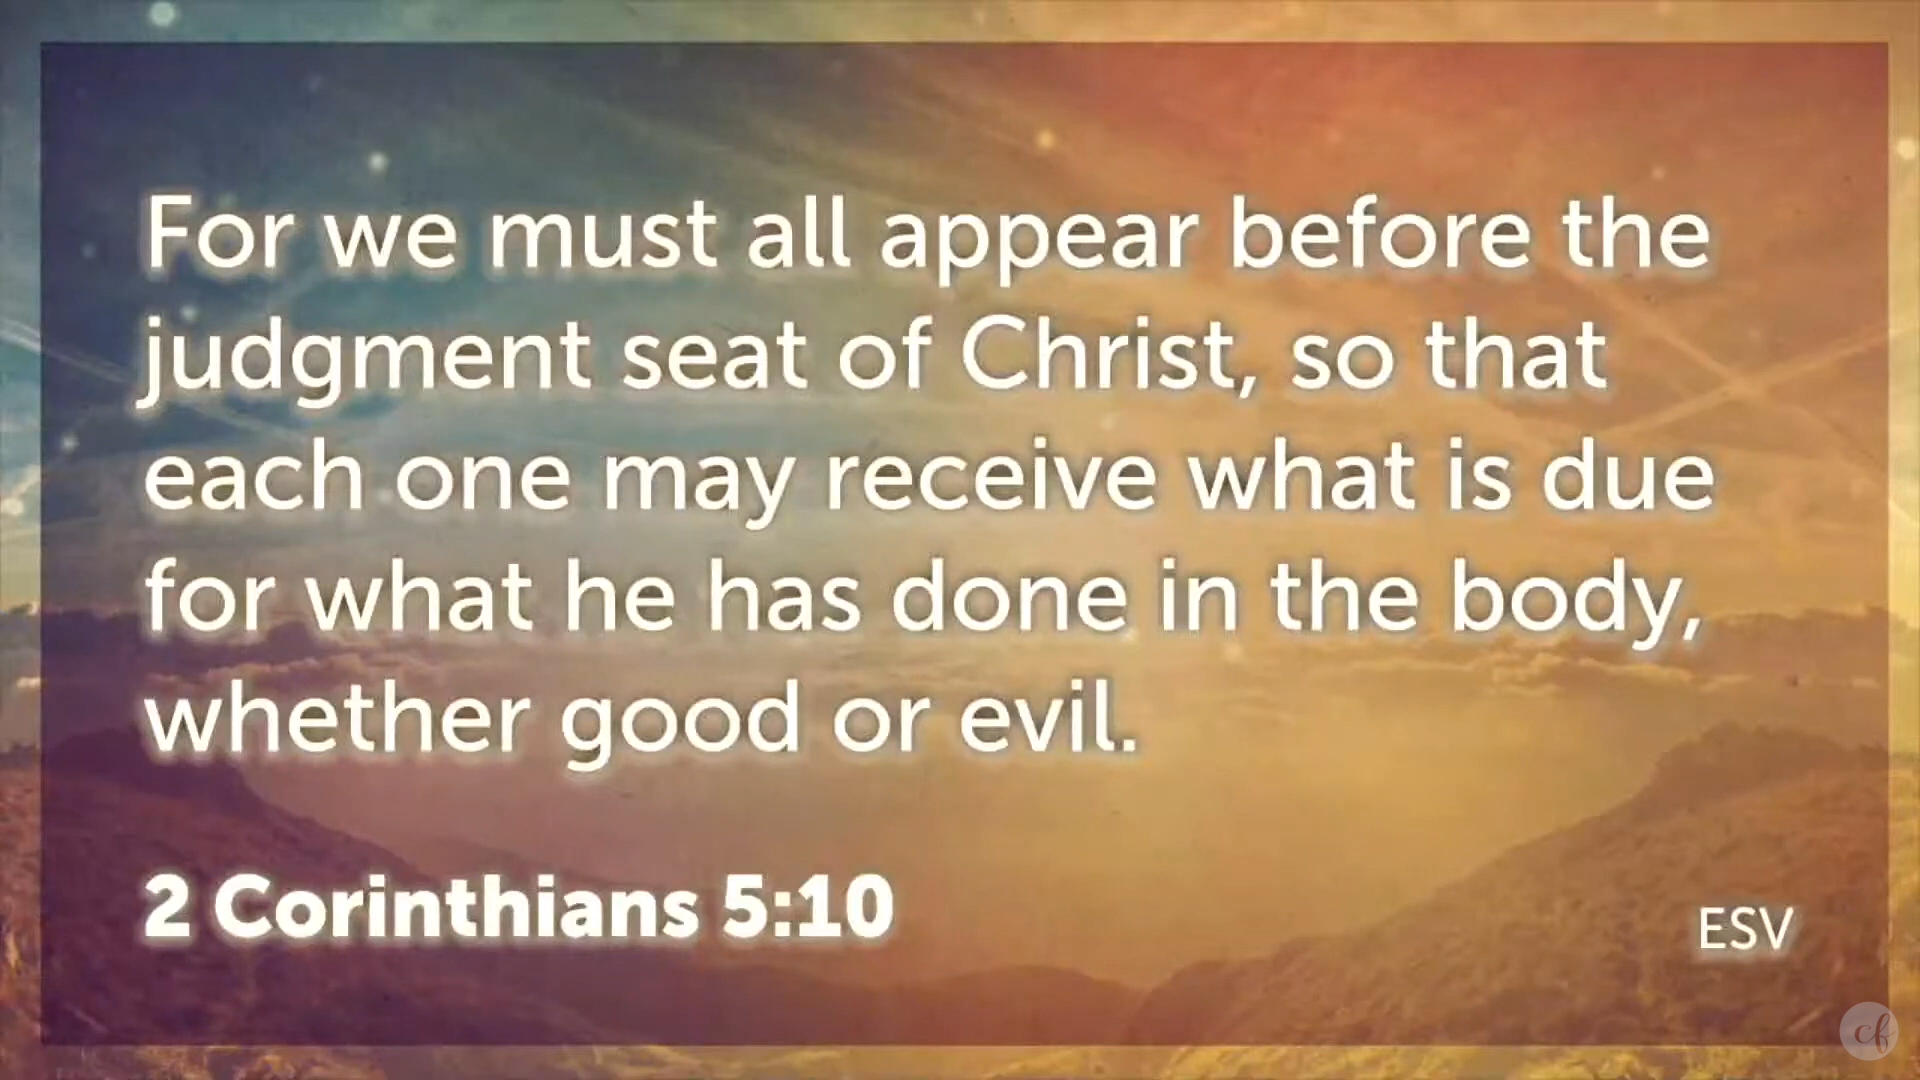 For we must all appear before the
judgment seat of Christ, so that
each one may receive what is due
for what he has done in the body,
whether good or evil.
2 Corinthians 5:10
ESV
cf